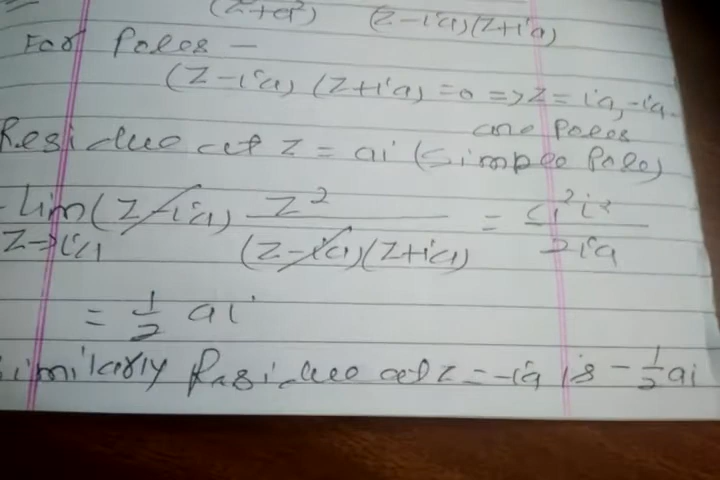 (z²+a²) (z-ia)(z+ia)
For Poles -
(z-ia) (z+ia) = 0 => z = ia, -ia
are Poles
Residue at z = ai (Simple Pole)
Lim (z-ia) z² / (z-ia)(z+ia) = a²i² / 2ia
z→ia
= 1/2 ai
Similarly Residue at z = -ia is - 1/2 ai